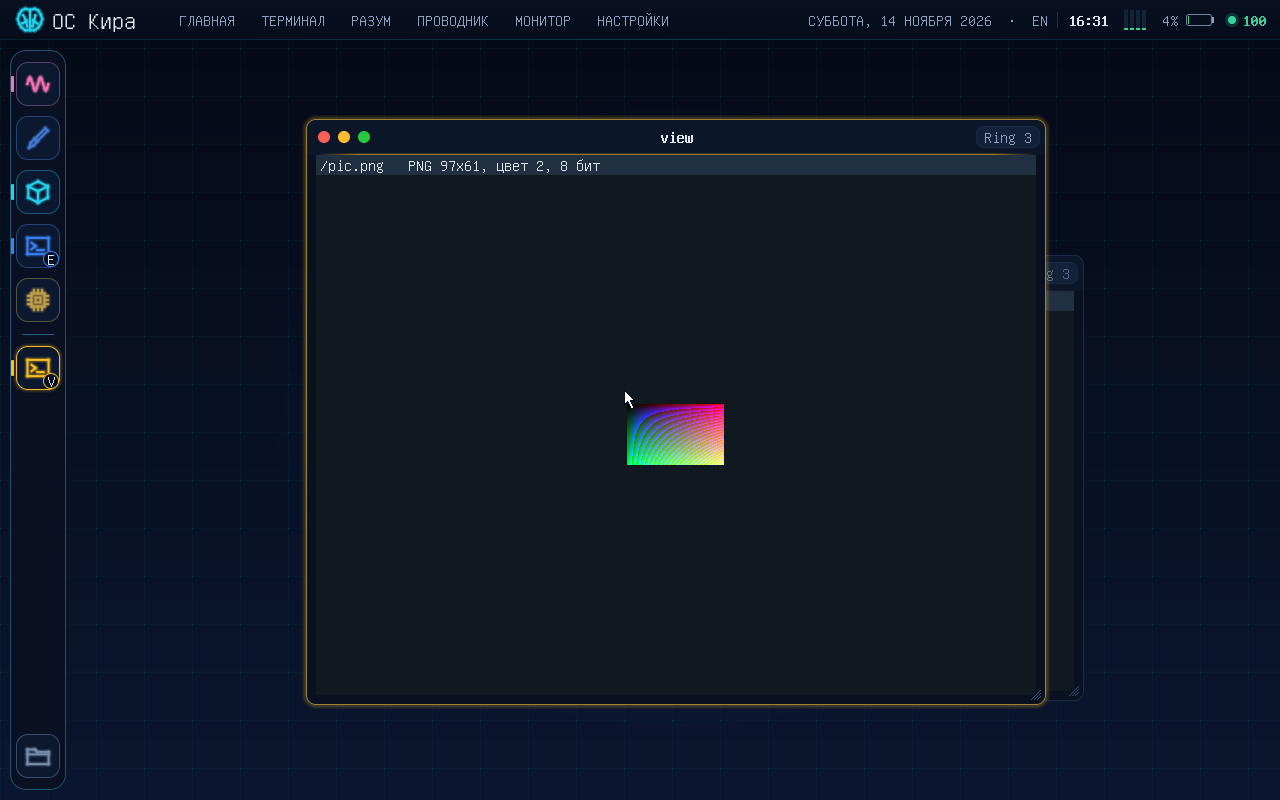 ОС Кира ГЛАВНАЯ ТЕРМИНАЛ РАЗУМ ПРОВОДНИК МОНИТОР НАСТРОЙКИ СУББОТА, 14 НОЯБРЯ 2026 · EN 16:31 4% 100
view Ring 3
/pic.png PNG 97x61, цвет 2, 8 бит
E
g 3
V